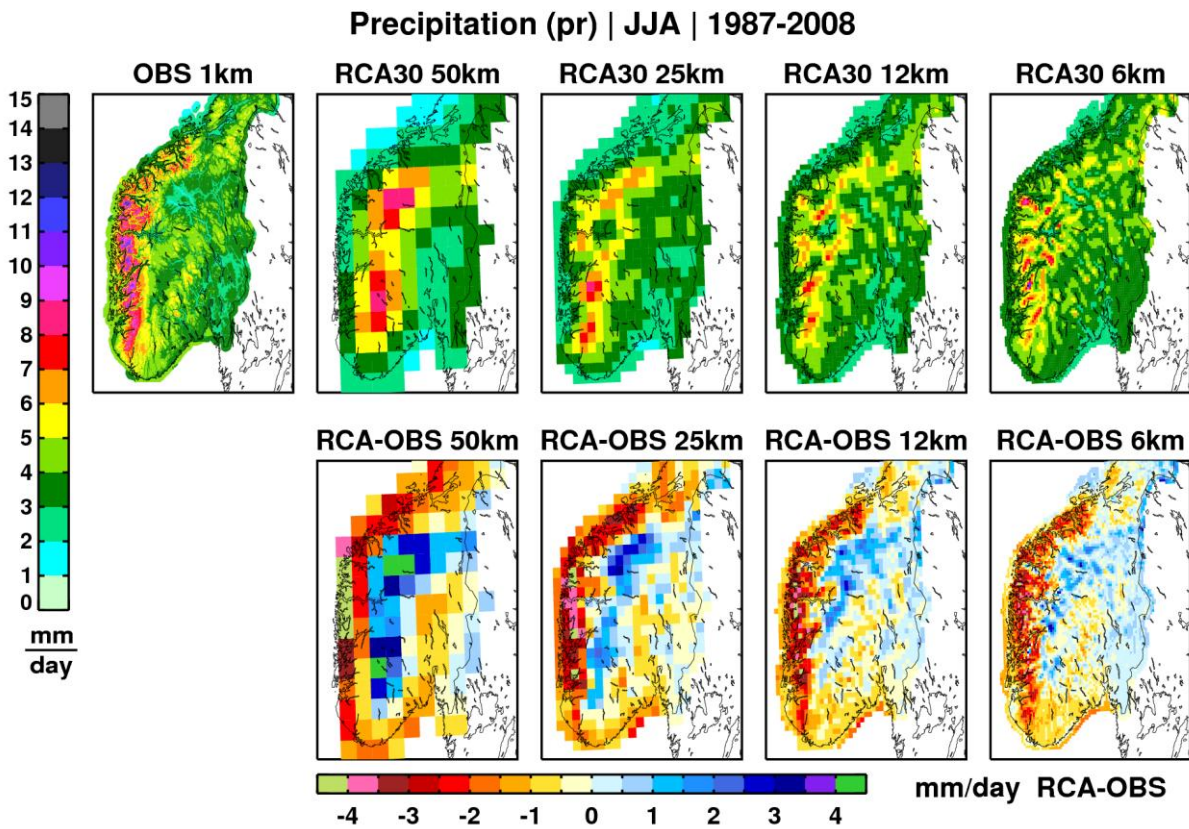 Precipitation (pr) | JJA | 1987-2008
OBS 1km
RCA30 50km
RCA30 25km
RCA30 12km
RCA30 6km
15
14
13
12
11
10
9
8
7
6
5
4
3
2
1
0
mm
day
RCA-OBS 50km
RCA-OBS 25km
RCA-OBS 12km
RCA-OBS 6km
-4 -3 -2 -1 0 1 2 3 4
mm/day RCA-OBS